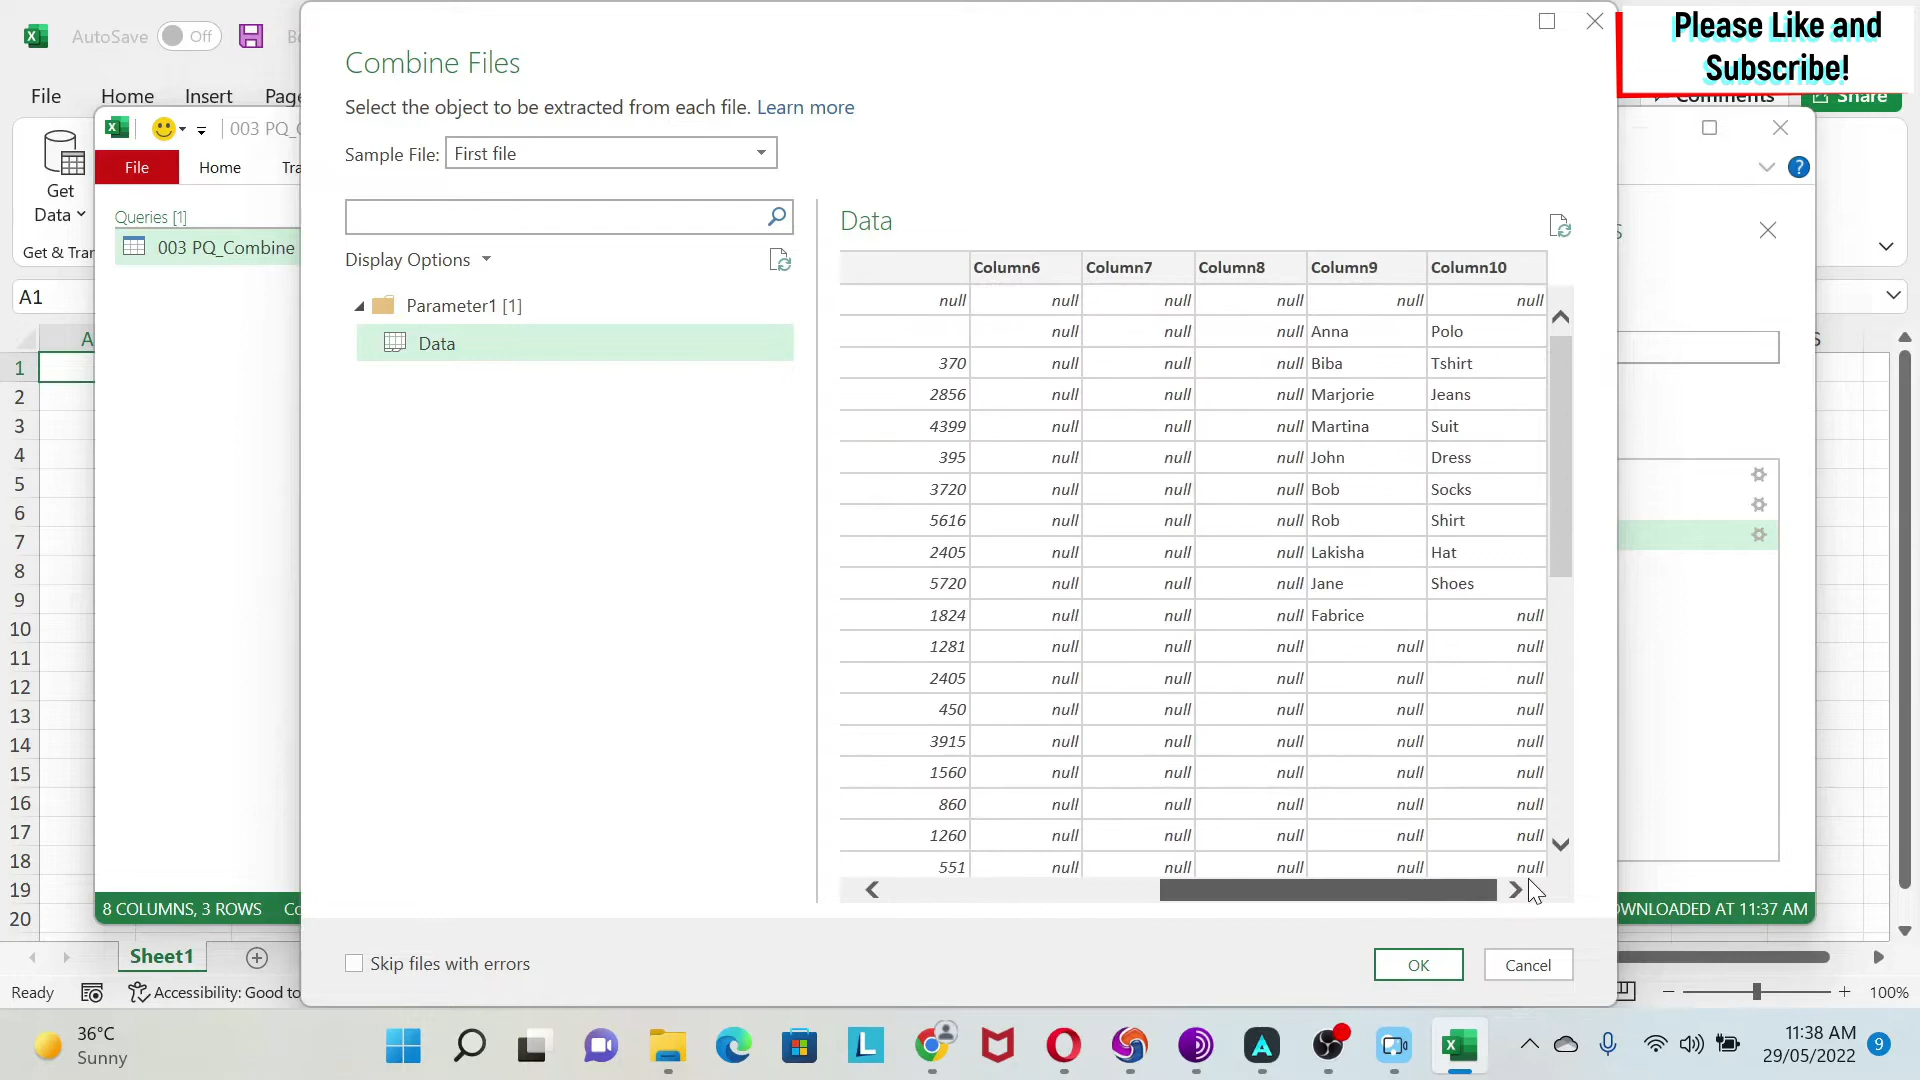 Please Like and
Subscribe!
AutoSave Off
File Home Insert
Comments Share
Combine Files
Select the object to be extracted from each file. Learn more
Sample File: First file
File Home
Get
Data
Get & Tra
Queries [1]
003 PQ_Combine
Display Options
Parameter1 [1]
Data
A1
A
Data
Column6 Column7 Column8 Column9 Column10
null null null null null null
null null null Anna Polo
370 null null null Biba Tshirt
2856 null null null Marjorie Jeans
4399 null null null Martina Suit
395 null null null John Dress
3720 null null null Bob Socks
5616 null null null Rob Shirt
2405 null null null Lakisha Hat
5720 null null null Jane Shoes
1824 null null null Fabrice null
1281 null null null null null
2405 null null null null null
450 null null null null null
3915 null null null null null
1560 null null null null null
860 null null null null null
1260 null null null null null
551 null null null null null
1
2
3
4
5
6
7
8
9
10
11
12
13
14
15
16
17
18
19
20
8 COLUMNS, 3 ROWS
OWNLOADED AT 11:37 AM
Skip files with errors
OK Cancel
Sheet1
Ready Accessibility: Good to 100%
36°C
Sunny
11:38 AM
29/05/2022
9